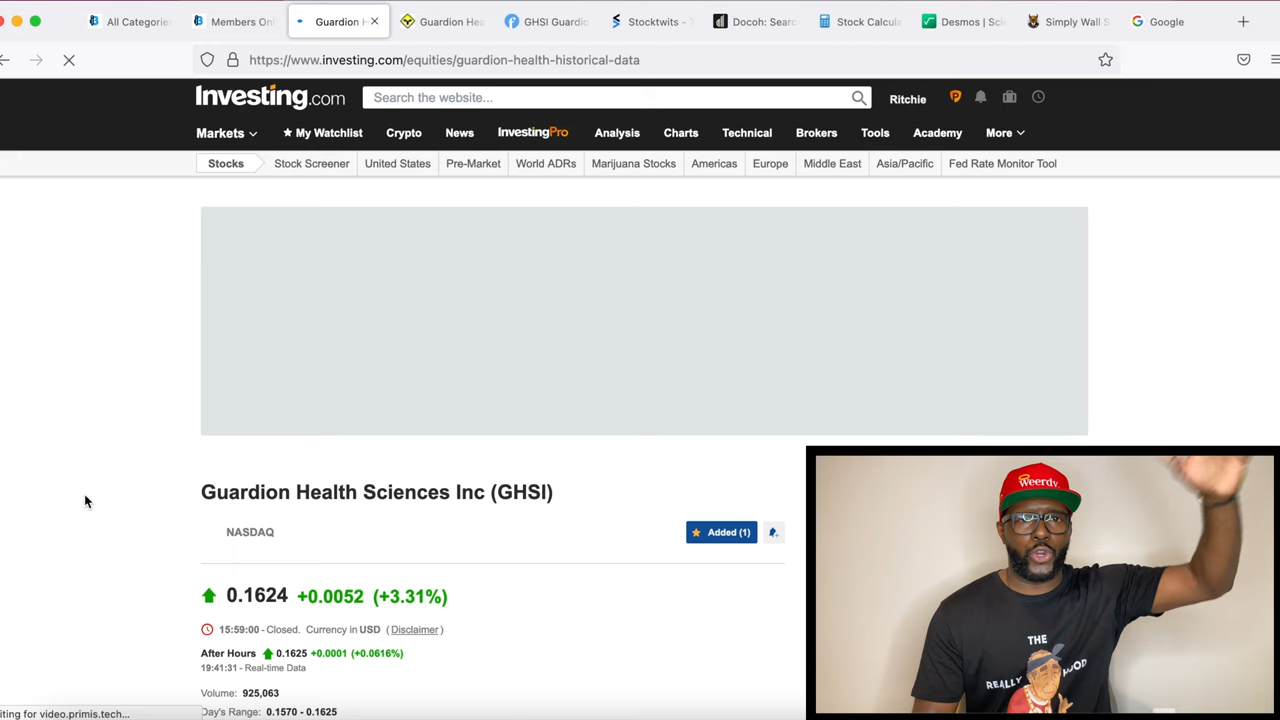 All Categorie
Members Onl
Guardion H
Guardion Hea
GHSI Guardio
Stocktwits -
Docoh: Searc
Stock Calcula
Desmos | Sci
Simply Wall S
Google
https://www.investing.com/equities/guardion-health-historical-data
Investing.com
Search the website...
Ritchie
Markets
My Watchlist
Crypto
News
InvestingPro
Analysis
Charts
Technical
Brokers
Tools
Academy
More
Stocks
Stock Screener
United States
Pre-Market
World ADRs
Marijuana Stocks
Americas
Europe
Middle East
Asia/Pacific
Fed Rate Monitor Tool
Guardion Health Sciences Inc (GHSI)
NASDAQ
Added (1)
0.1624 +0.0052 (+3.31%)
15:59:00 - Closed. Currency in USD ( Disclaimer )
After Hours 0.1625 +0.0001 (+0.0616%)
19:41:31 - Real-time Data
Volume: 925,063
Day's Range: 0.1570 - 0.1625
iting for video.primis.tech...
Weerdy
THE
REALLY HOOD